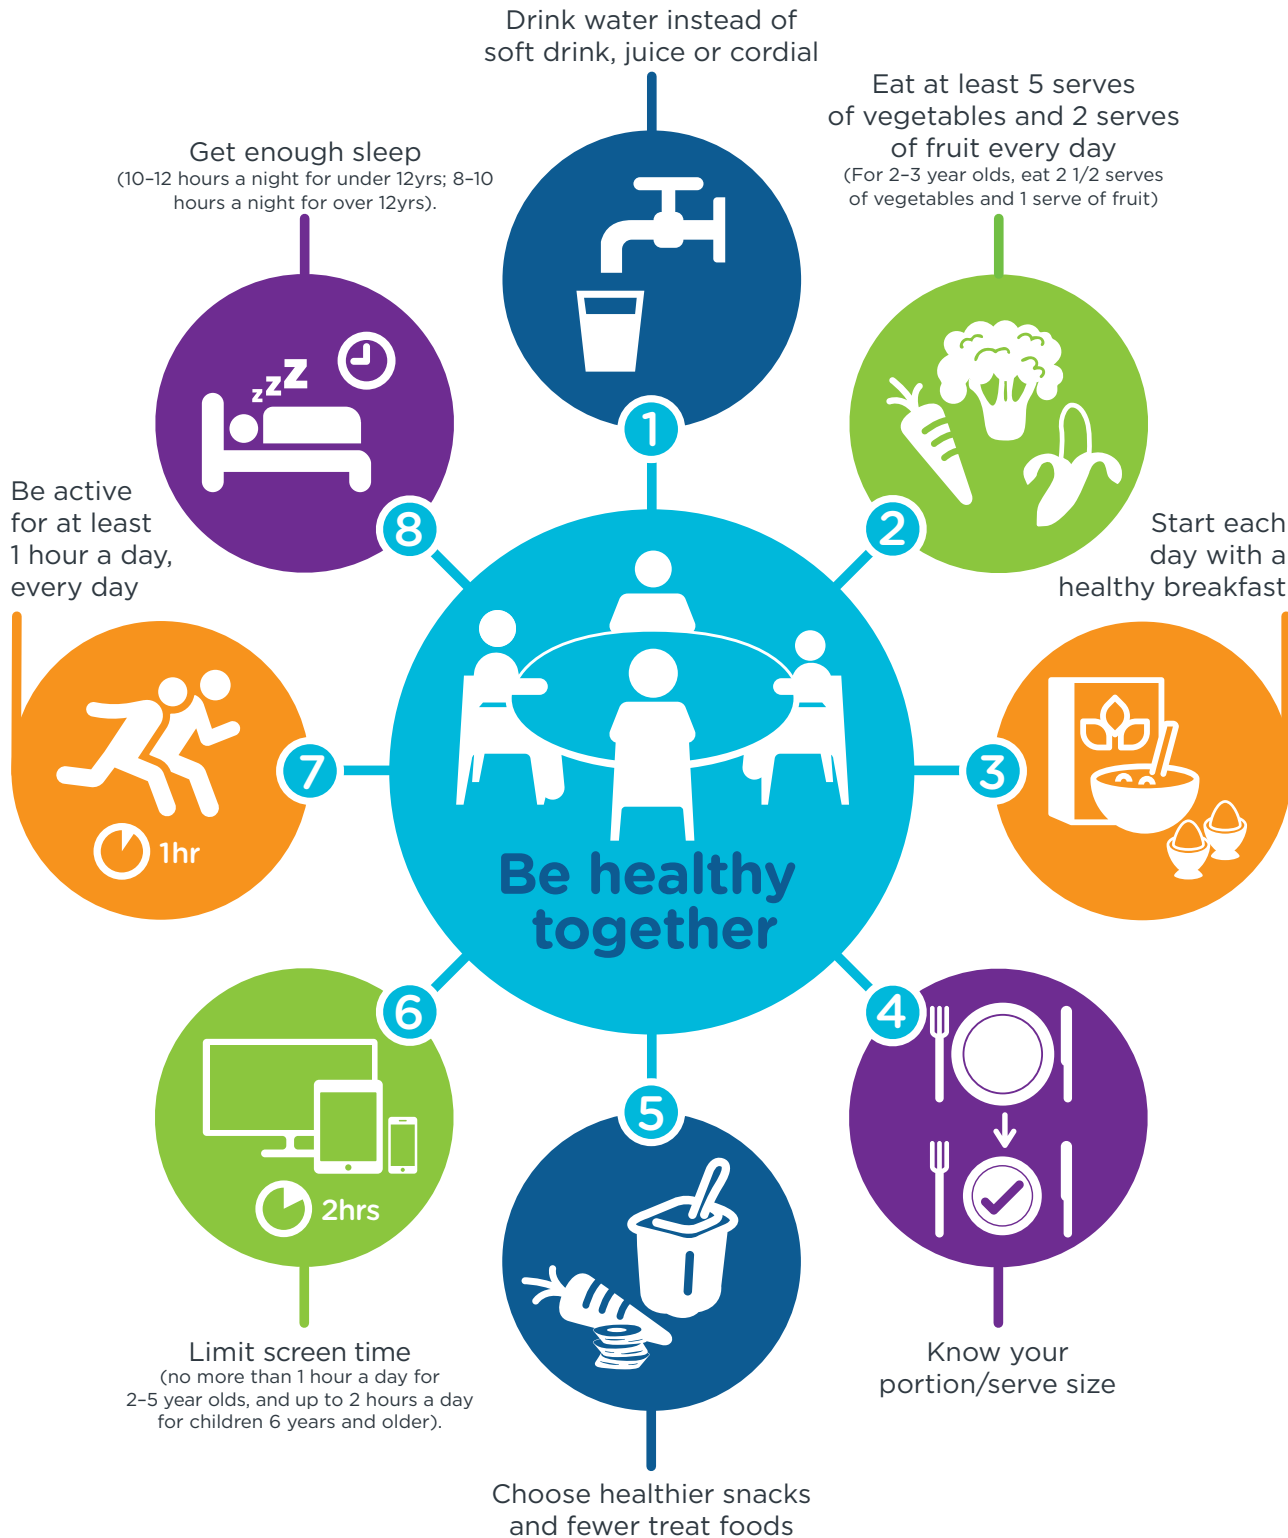 Drink water instead of
soft drink, juice or cordial
1
Eat at least 5 serves
of vegetables and 2 serves
of fruit every day
(For 2–3 year olds, eat 2 1/2 serves
of vegetables and 1 serve of fruit)
2
Start each
day with a
healthy breakfast
3
4
Know your
portion/serve size
5
Choose healthier snacks
and fewer treat foods
6
2hrs
Limit screen time
(no more than 1 hour a day for
2–5 year olds, and up to 2 hours a day
for children 6 years and older).
Be active
for at least
1 hour a day,
every day
7
1hr
Get enough sleep
(10–12 hours a night for under 12yrs; 8–10
hours a night for over 12yrs).
zzz
8
Be healthy
together